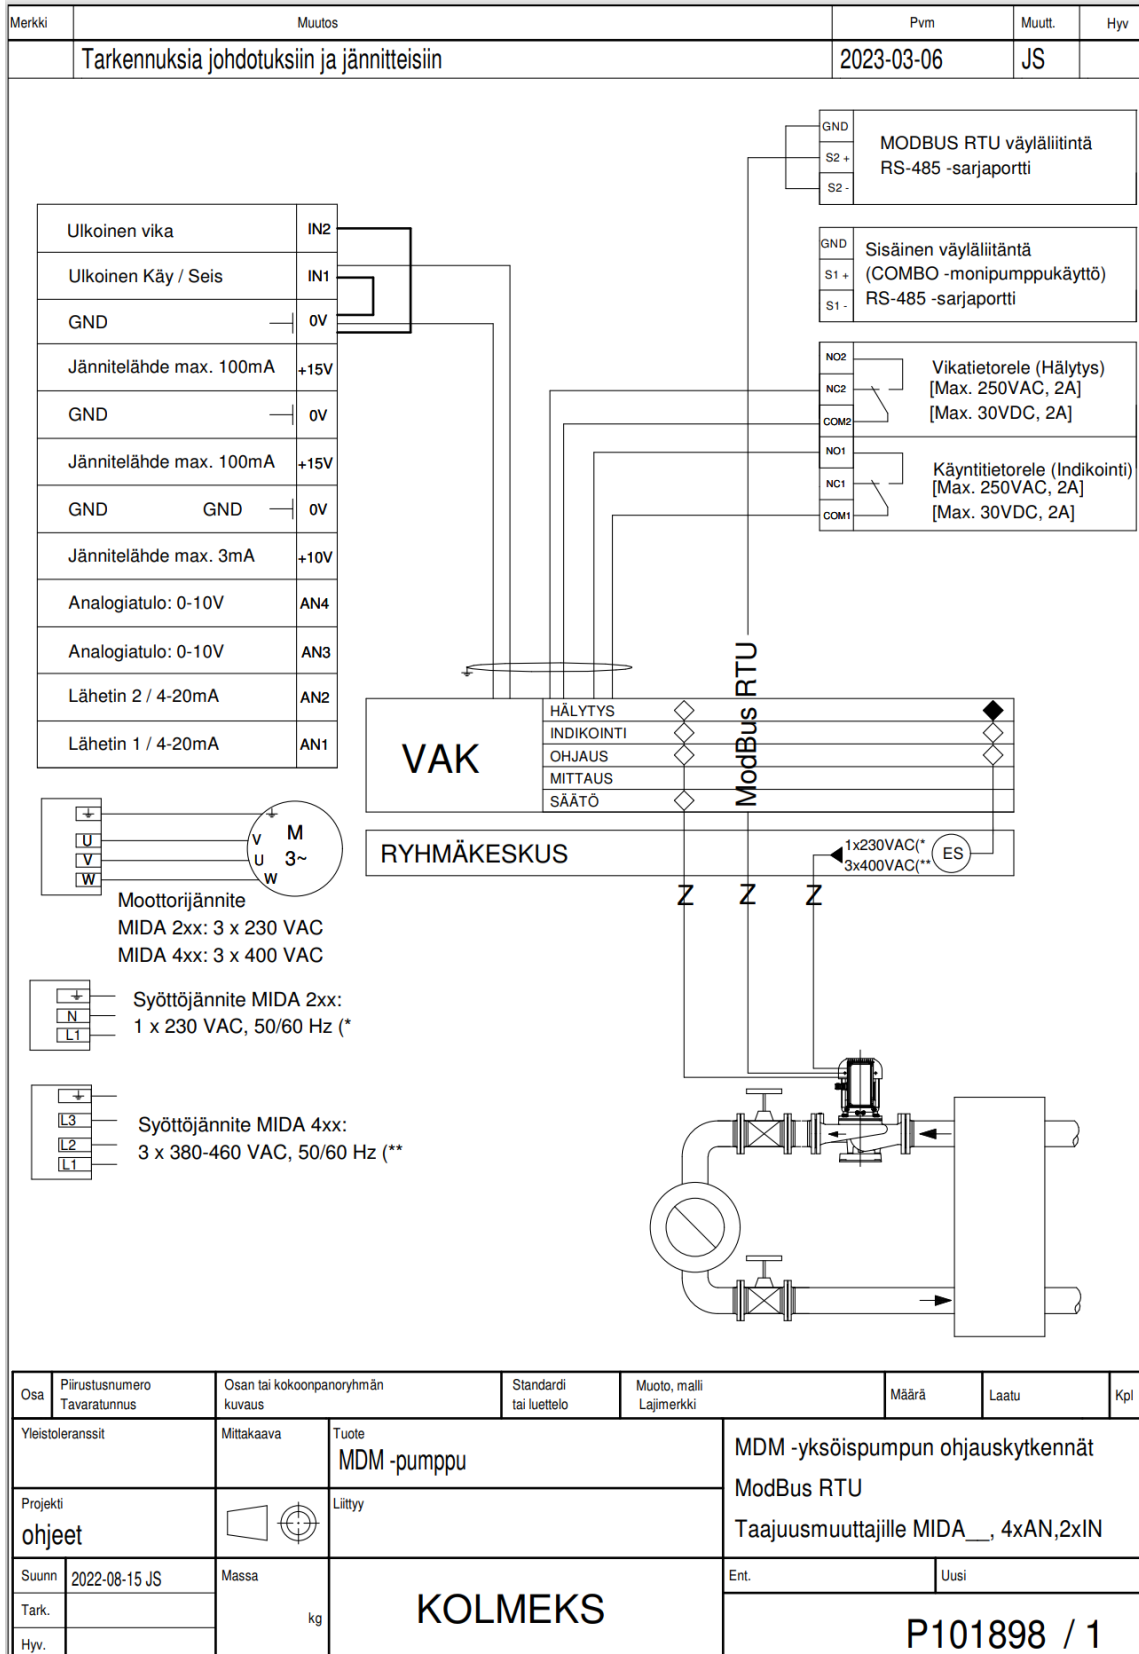 Merkki Muutos Pvm Muutt. Hyv
Tarkennuksia johdotuksiin ja jännitteisiin 2023-03-06 JS
GND
S2 +
S2 -
MODBUS RTU väyläliitintä
RS-485 -sarjaportti
GND
S1 +
S1 -
Sisäinen väyläliitäntä
(COMBO -monipumppukäyttö)
RS-485 -sarjaportti
NO2
NC2
COM2
Vikatietorele (Hälytys)
[Max. 250VAC, 2A]
[Max. 30VDC, 2A]
NO1
NC1
COM1
Käyntitietorele (Indikointi)
[Max. 250VAC, 2A]
[Max. 30VDC, 2A]
Ulkoinen vika IN2
Ulkoinen Käy / Seis IN1
GND 0V
Jännitelähde max. 100mA +15V
GND 0V
Jännitelähde max. 100mA +15V
GND GND 0V
Jännitelähde max. 3mA +10V
Analogiatulo: 0-10V AN4
Analogiatulo: 0-10V AN3
Lähetin 2 / 4-20mA AN2
Lähetin 1 / 4-20mA AN1
ModBus RTU
VAK
HÄLYTYS
INDIKOINTI
OHJAUS
MITTAUS
SÄÄTÖ
RYHMÄKESKUS
1x230VAC(*
3x400VAC(**
ES
Z Z Z
U
V
W
V
U
W
M
3~
Moottorijännite
MIDA 2xx: 3 x 230 VAC
MIDA 4xx: 3 x 400 VAC
N
L1
Syöttöjännite MIDA 2xx:
1 x 230 VAC, 50/60 Hz (*
L3
L2
L1
Syöttöjännite MIDA 4xx:
3 x 380-460 VAC, 50/60 Hz (**
Osa
Piirustusnumero
Tavaratunnus
Osan tai kokoonpanoryhmän
kuvaus
Standardi
tai luettelo
Muoto, malli
Lajimerkki
Määrä
Laatu
Kpl
Yleistoleranssit
Mittakaava
Tuote
MDM -pumppu
MDM -yksöispumpun ohjauskytkennät
ModBus RTU
Taajuusmuuttajille MIDA__, 4xAN,2xIN
Projekti
ohjeet
Liittyy
Suunn 2022-08-15 JS
Tark.
Hyv.
Massa
kg
KOLMEKS
Ent.
Uusi
P101898 / 1